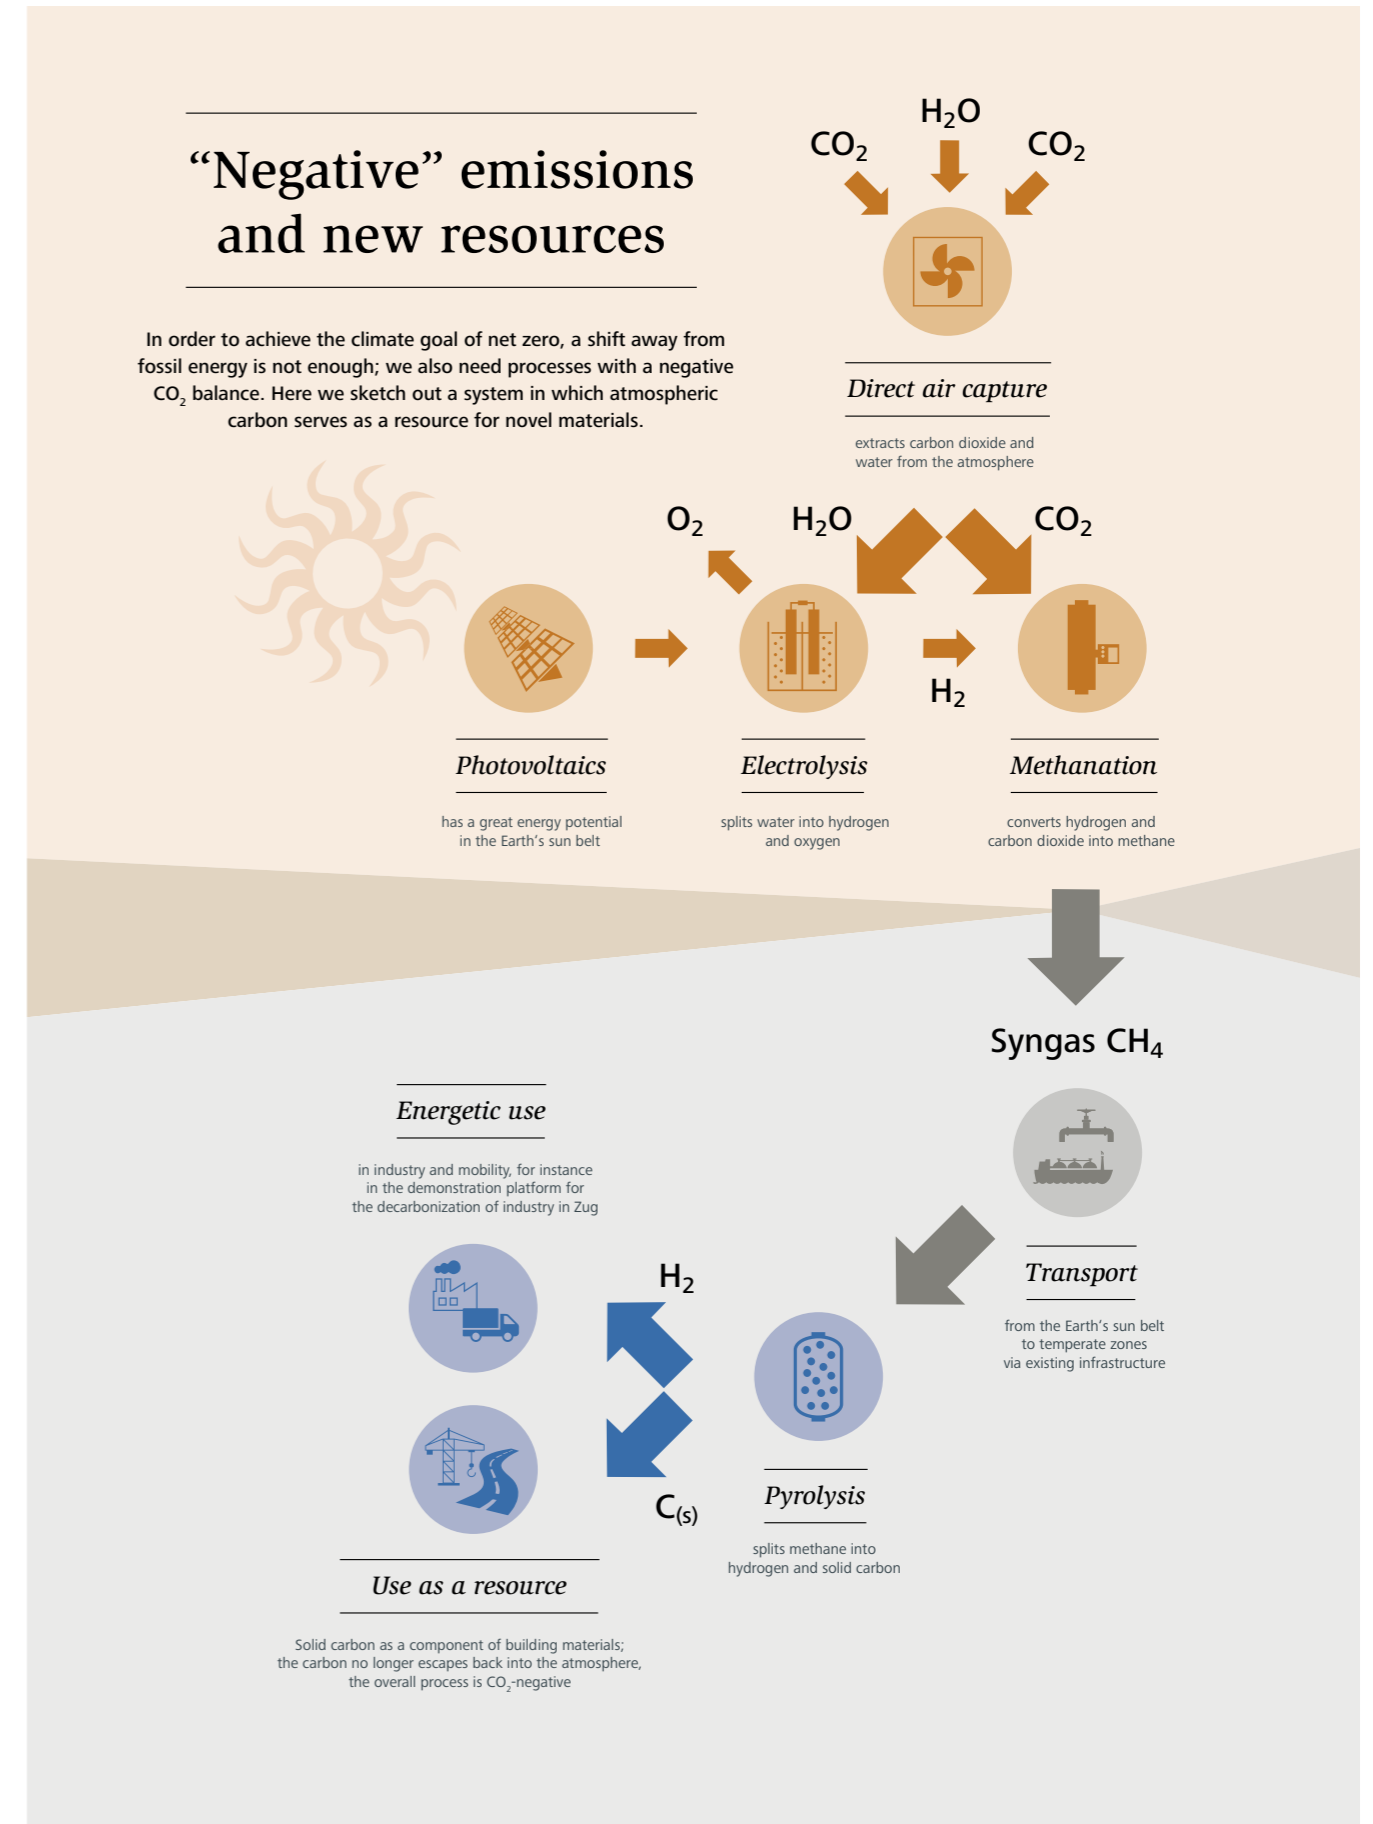 “Negative” emissions
and new resources
In order to achieve the climate goal of net zero, a shift away from
fossil energy is not enough; we also need processes with a negative
CO₂ balance. Here we sketch out a system in which atmospheric
carbon serves as a resource for novel materials.
H₂O
CO₂
CO₂
Direct air capture
extracts carbon dioxide and
water from the atmosphere
O₂
H₂O
CO₂
H₂
Photovoltaics
has a great energy potential
in the Earth’s sun belt
Electrolysis
splits water into hydrogen
and oxygen
Methanation
converts hydrogen and
carbon dioxide into methane
Syngas CH₄
Transport
from the Earth’s sun belt
to temperate zones
via existing infrastructure
Pyrolysis
splits methane into
hydrogen and solid carbon
H₂
C₍s₎
Energetic use
in industry and mobility, for instance
in the demonstration platform for
the decarbonization of industry in Zug
Use as a resource
Solid carbon as a component of building materials;
the carbon no longer escapes back into the atmosphere,
the overall process is CO₂-negative